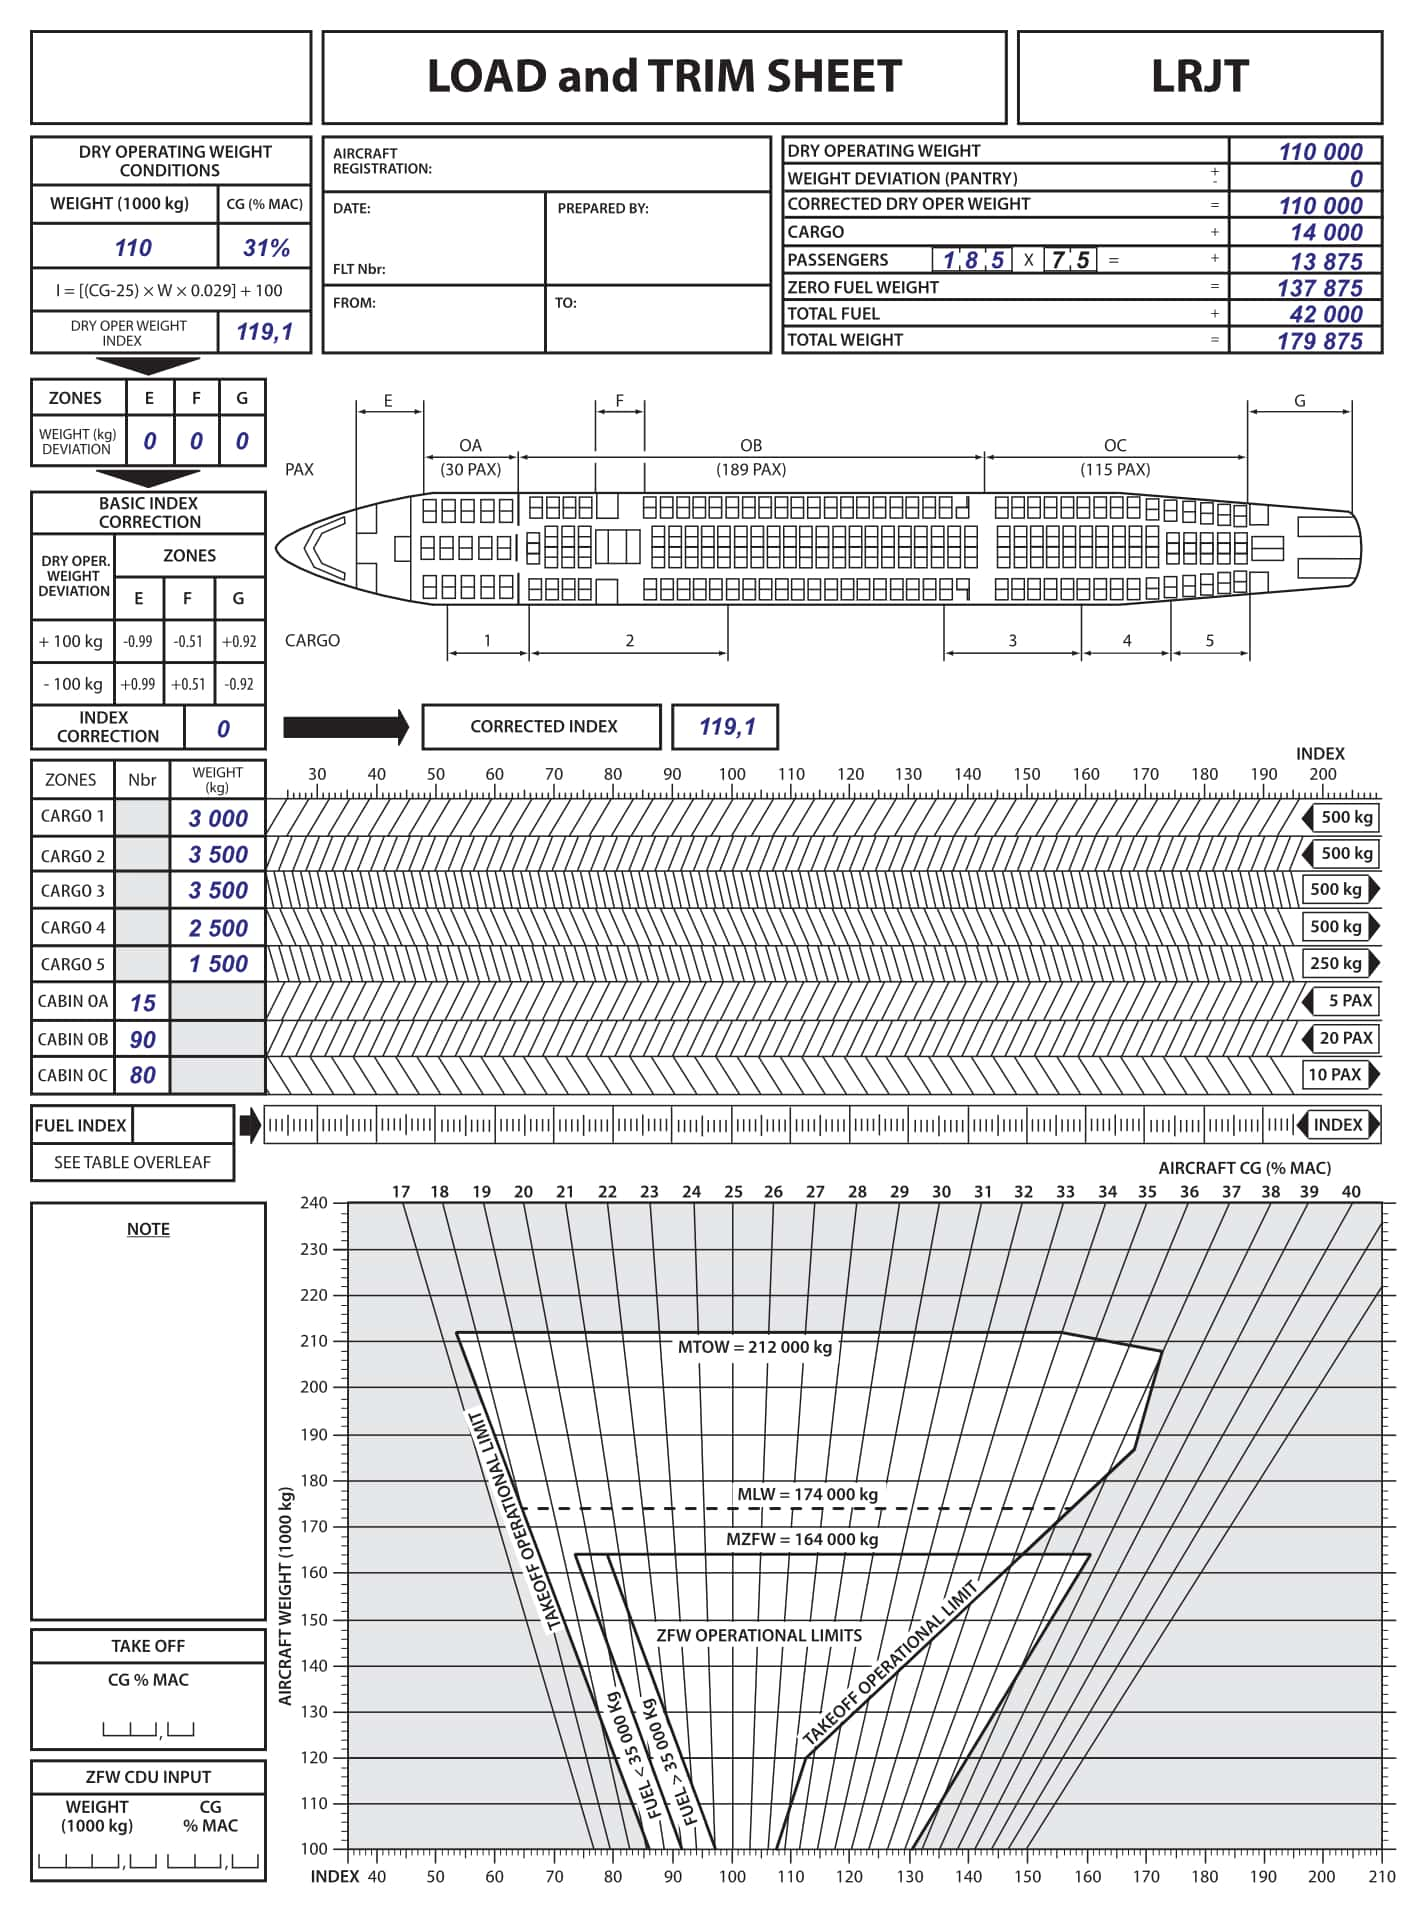 LOAD and TRIM SHEET
LRJT
DRY OPERATING WEIGHT
CONDITIONS
WEIGHT (1000 kg)
CG (% MAC)
110
31%
I = [(CG-25) × W × 0.029] + 100
DRY OPER WEIGHT
INDEX
119,1
AIRCRAFT
REGISTRATION:
DATE:
PREPARED BY:
FLT Nbr:
FROM:
TO:
DRY OPERATING WEIGHT 110 000
WEIGHT DEVIATION (PANTRY) + - 0
CORRECTED DRY OPER WEIGHT = 110 000
CARGO + 14 000
PASSENGERS 1 8 5 X 7 5 = + 13 875
ZERO FUEL WEIGHT = 137 875
TOTAL FUEL + 42 000
TOTAL WEIGHT = 179 875
ZONES E F G
WEIGHT (kg)
DEVIATION
0 0 0
BASIC INDEX
CORRECTION
DRY OPER.
WEIGHT
DEVIATION
ZONES
E F G
+ 100 kg -0.99 -0.51 +0.92
- 100 kg +0.99 +0.51 -0.92
INDEX
CORRECTION
0
E F G
OA OB OC
PAX (30 PAX) (189 PAX) (115 PAX)
CARGO 1 2 3 4 5
CORRECTED INDEX 119,1
INDEX
ZONES Nbr WEIGHT
(kg)
30 40 50 60 70 80 90 100 110 120 130 140 150 160 170 180 190 200
CARGO 1 3 000 500 kg
CARGO 2 3 500 500 kg
CARGO 3 3 500 500 kg
CARGO 4 2 500 500 kg
CARGO 5 1 500 250 kg
CABIN OA 15 5 PAX
CABIN OB 90 20 PAX
CABIN OC 80 10 PAX
FUEL INDEX INDEX
SEE TABLE OVERLEAF
AIRCRAFT CG (% MAC)
17 18 19 20 21 22 23 24 25 26 27 28 29 30 31 32 33 34 35 36 37 38 39 40
NOTE
240
230
220
210
200
190
180
170
160
150
140
130
120
110
100
AIRCRAFT WEIGHT (1000 kg)
MTOW = 212 000 kg
TAKEOFF OPERATIONAL LIMIT
MLW = 174 000 kg
MZFW = 164 000 kg
ZFW OPERATIONAL LIMITS
TAKEOFF OPERATIONAL LIMIT
FUEL < 35 000 kg
FUEL > 35 000 kg
INDEX 40 50 60 70 80 90 100 110 120 130 140 150 160 170 180 190 200 210
TAKE OFF
CG % MAC
,
ZFW CDU INPUT
WEIGHT
(1000 kg)
CG
% MAC
, ,